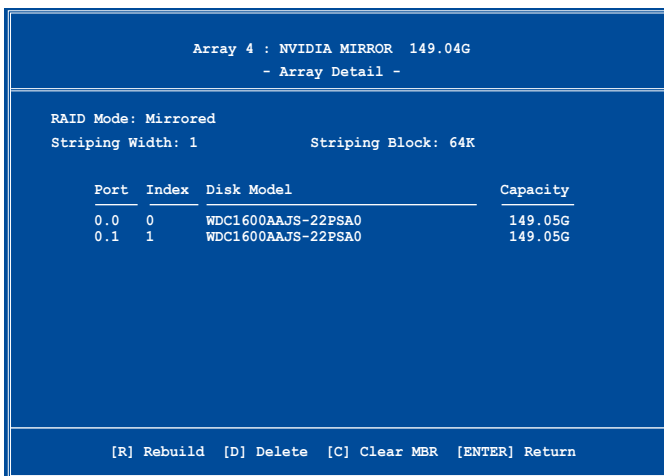 Array 4 : NVIDIA MIRROR 149.04G
- Array Detail -
RAID Mode: Mirrored
Striping Width: 1 Striping Block: 64K
Port Index Disk Model Capacity
0.0 0 WDC1600AAJS-22PSA0 149.05G
0.1 1 WDC1600AAJS-22PSA0 149.05G
[R] Rebuild [D] Delete [C] Clear MBR [ENTER] Return